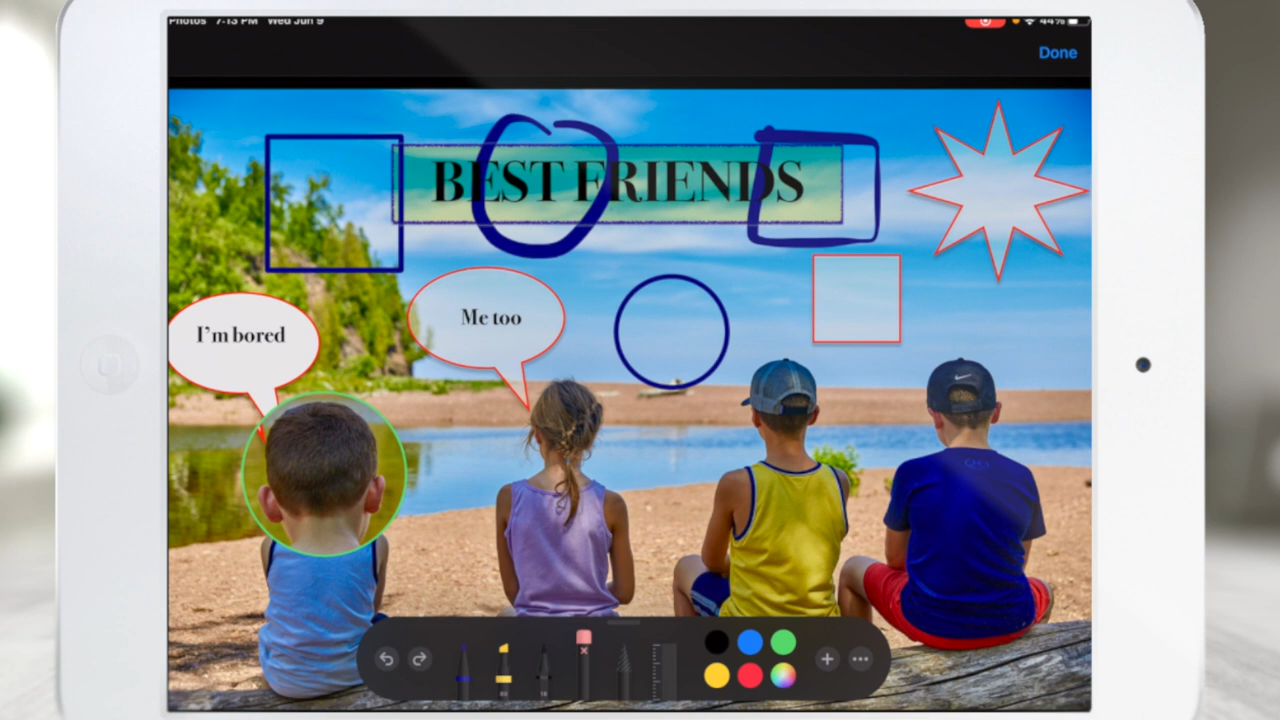 Photos 7:13 PM Wed Jun 9
44%
Done
BEST FRIENDS
I'm bored
Me too